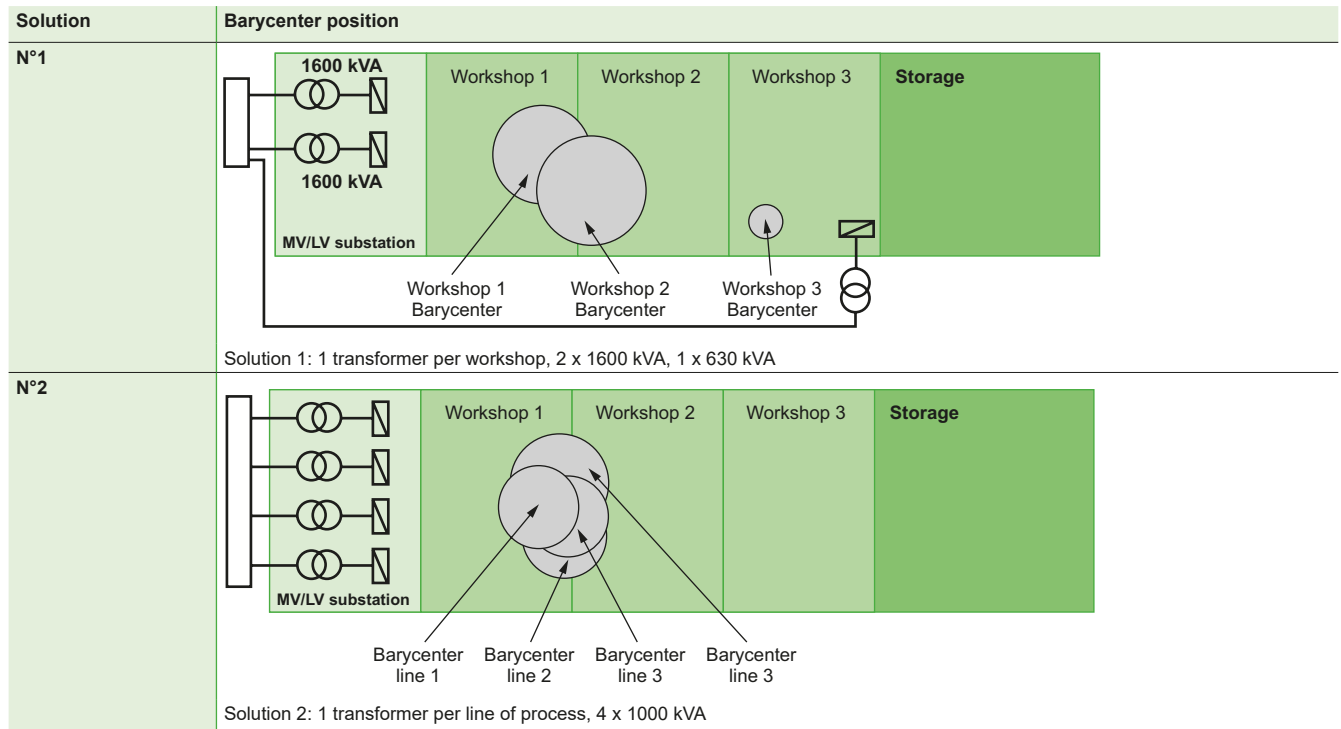 Solution
Barycenter position
N°1
1600 kVA
Workshop 1
Workshop 2
Workshop 3
Storage
1600 kVA
MV/LV substation
Workshop 1
Barycenter
Workshop 2
Barycenter
Workshop 3
Barycenter
Solution 1: 1 transformer per workshop, 2 x 1600 kVA, 1 x 630 kVA
N°2
Workshop 1
Workshop 2
Workshop 3
Storage
MV/LV substation
Barycenter
line 1
Barycenter
line 2
Barycenter
line 3
Barycenter
line 3
Solution 2: 1 transformer per line of process, 4 x 1000 kVA